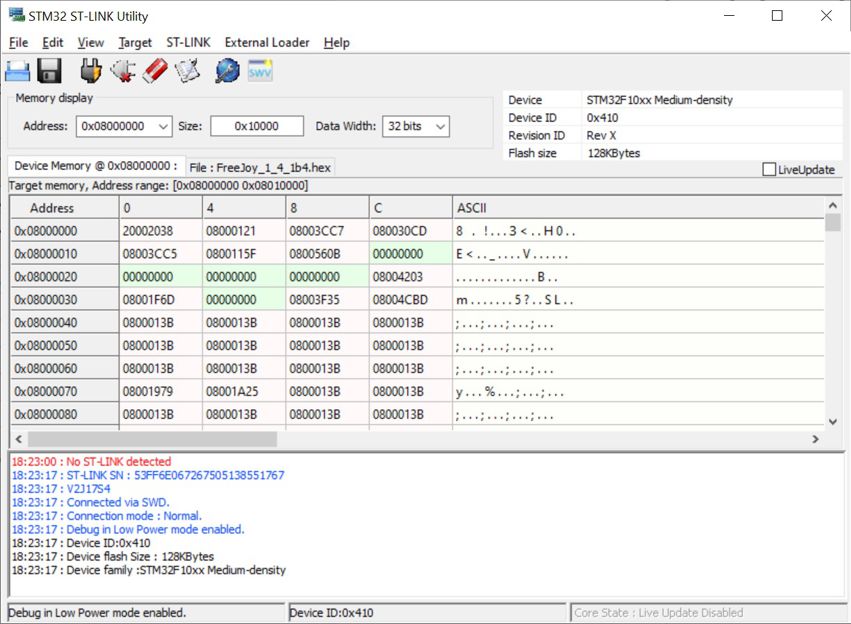 STM32 ST-LINK Utility
File Edit View Target ST-LINK External Loader Help
SWV
Memory display
Address: 0x08000000 Size: 0x10000 Data Width: 32 bits
Device STM32F10xx Medium-density
Device ID 0x410
Revision ID Rev X
Flash size 128KBytes
LiveUpdate
Device Memory @ 0x08000000 : File : FreeJoy_1_4_1b4.hex
Target memory, Address range: [0x08000000 0x08010000]
Address 0 4 8 C ASCII
0x08000000 20002038 08000121 08003CC7 080030CD 8 . !...3<..H0..
0x08000010 08003CC5 0800115F 0800560B 00000000 E<.._....V......
0x08000020 00000000 00000000 00000000 08004203 .............B..
0x08000030 08001F6D 00000000 08003F35 08004CBD m.......5?..SL..
0x08000040 0800013B 0800013B 0800013B 0800013B ;...;...;...;...
0x08000050 0800013B 0800013B 0800013B 0800013B ;...;...;...;...
0x08000060 0800013B 0800013B 0800013B 0800013B ;...;...;...;...
0x08000070 08001979 08001A25 0800013B 0800013B y...%...;...;...
0x08000080 0800013B 0800013B 0800013B 0800013B ;...;...;...;...
18:23:00 : No ST-LINK detected
18:23:17 : ST-LINK SN : 53FF6E067267505138551767
18:23:17 : V2J17S4
18:23:17 : Connected via SWD.
18:23:17 : Connection mode : Normal.
18:23:17 : Debug in Low Power mode enabled.
18:23:17 : Device ID:0x410
18:23:17 : Device flash Size : 128KBytes
18:23:17 : Device family :STM32F10xx Medium-density
Debug in Low Power mode enabled. Device ID:0x410 Core State : Live Update Disabled